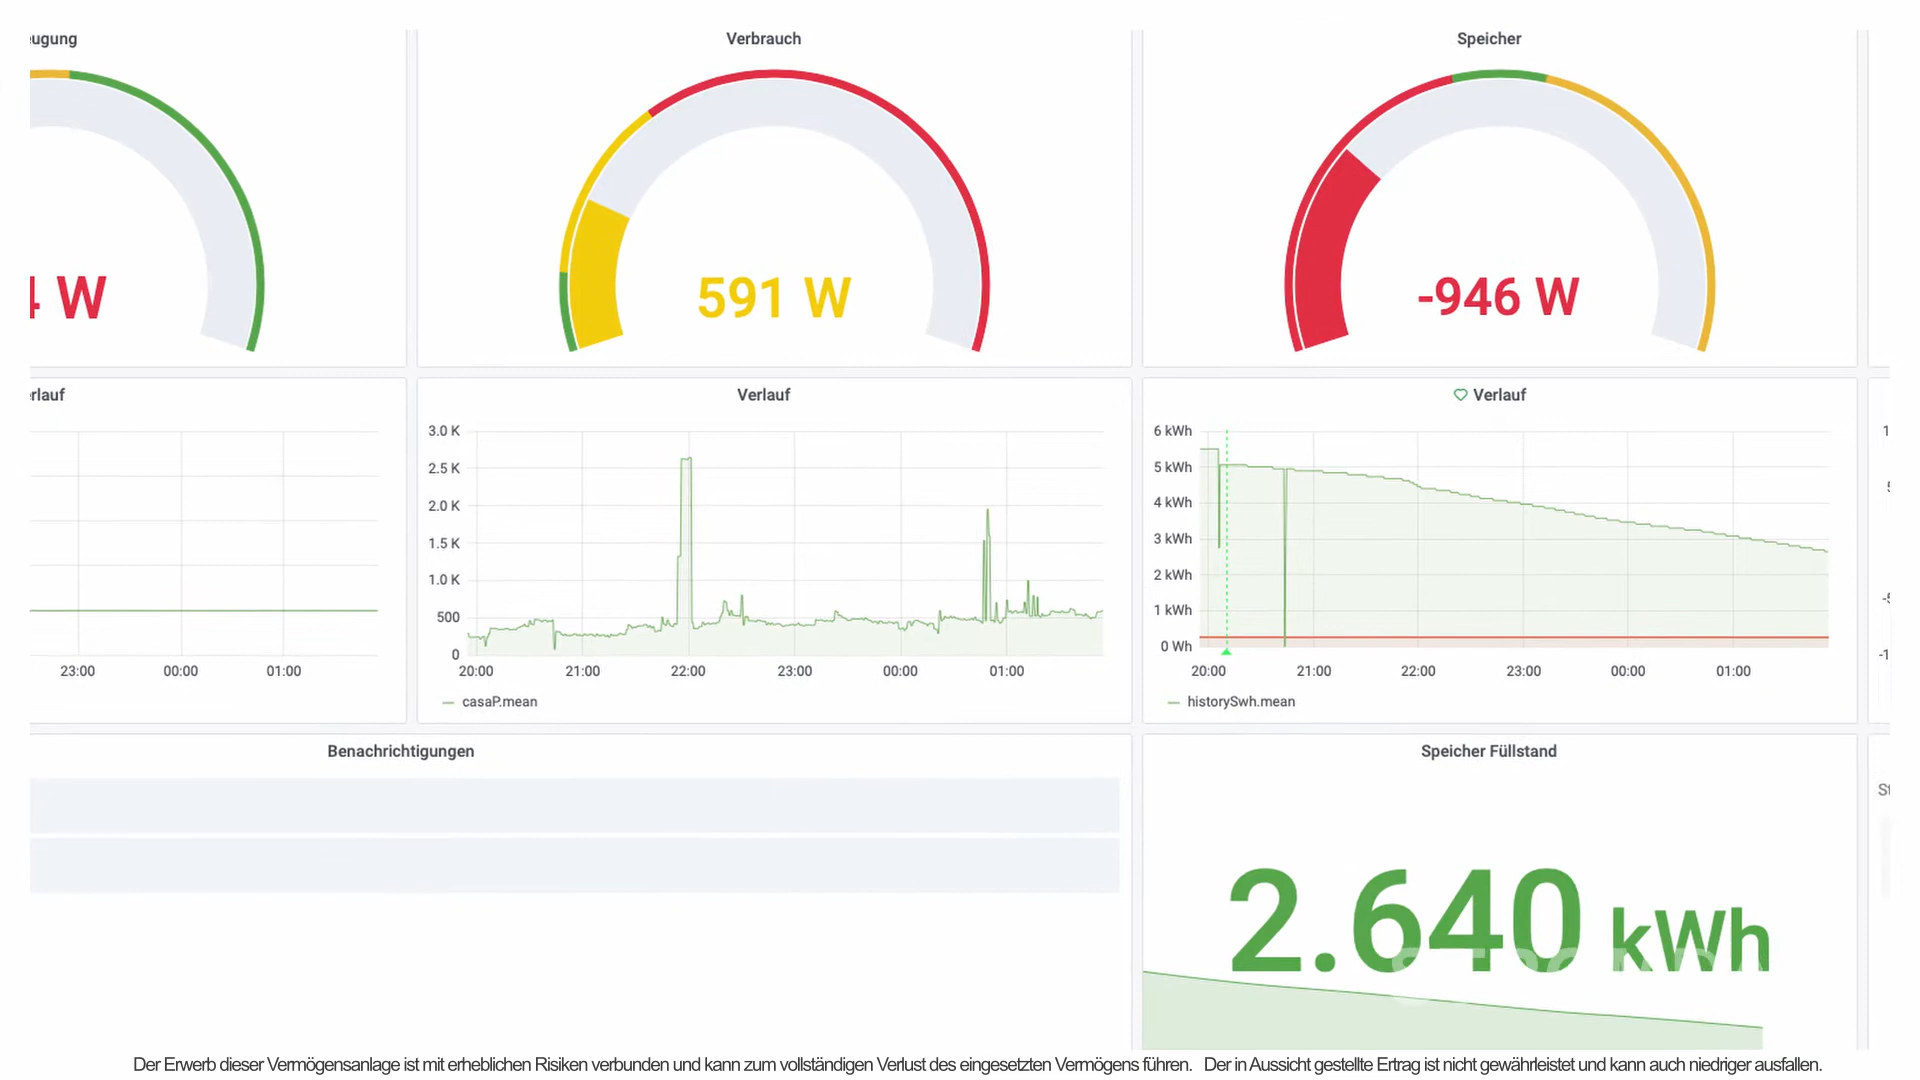 eugung
Verbrauch
Speicher
4 W
591 W
-946 W
erlauf
Verlauf
Verlauf
3.0 K
2.5 K
2.0 K
1.5 K
1.0 K
500
0
6 kWh
5 kWh
4 kWh
3 kWh
2 kWh
1 kWh
0 Wh
23:00 00:00 01:00
20:00 21:00 22:00 23:00 00:00 01:00
20:00 21:00 22:00 23:00 00:00 01:00
casaP.mean
historySwh.mean
Benachrichtigungen
Speicher Füllstand
2.640 kWh
Der Erwerb dieser Vermögensanlage ist mit erheblichen Risiken verbunden und kann zum vollständigen Verlust des eingesetzten Vermögens führen. Der in Aussicht gestellte Ertrag ist nicht gewährleistet und kann auch niedriger ausfallen.